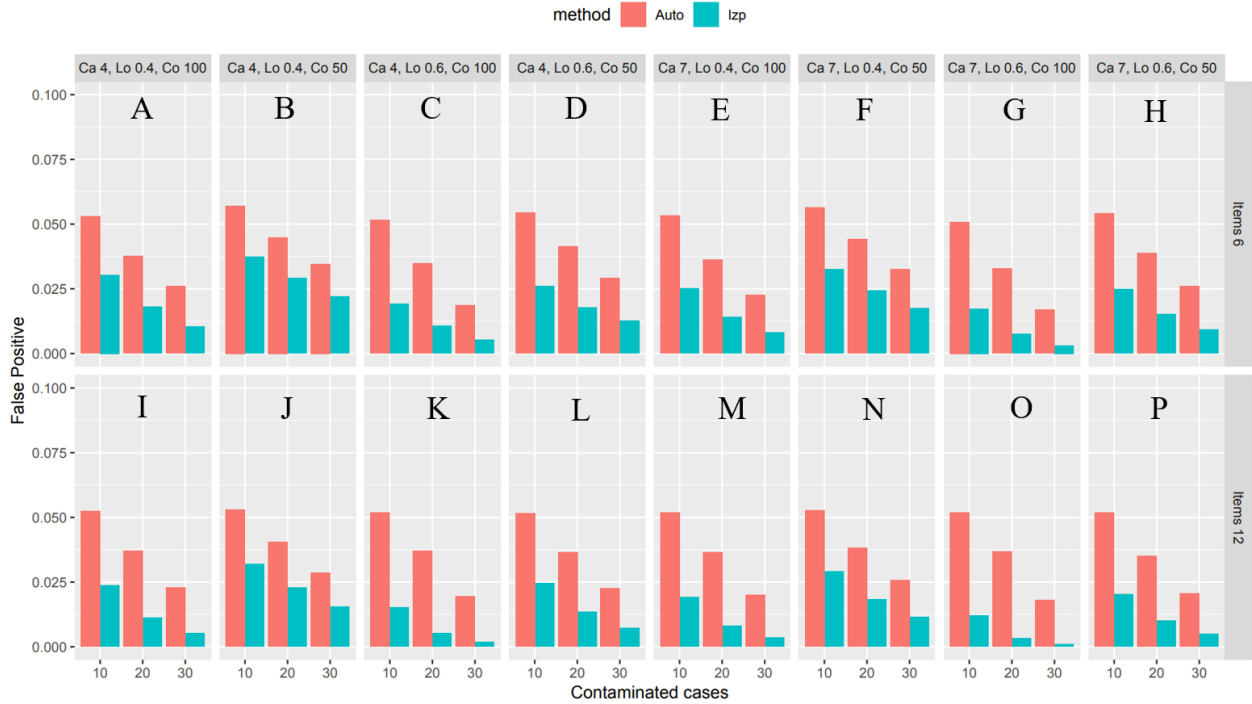 method Auto lzp
Ca 4, Lo 0.4, Co 100 Ca 4, Lo 0.4, Co 50 Ca 4, Lo 0.6, Co 100 Ca 4, Lo 0.6, Co 50 Ca 7, Lo 0.4, Co 100 Ca 7, Lo 0.4, Co 50 Ca 7, Lo 0.6, Co 100 Ca 7, Lo 0.6, Co 50
A B C D E F G H
0.100
0.075
0.050
0.025
0.000
Items 6
False Positive
I J K L M N O P
0.100
0.075
0.050
0.025
0.000
Items 12
10 20 30 10 20 30 10 20 30 10 20 30 10 20 30 10 20 30 10 20 30 10 20 30
Contaminated cases